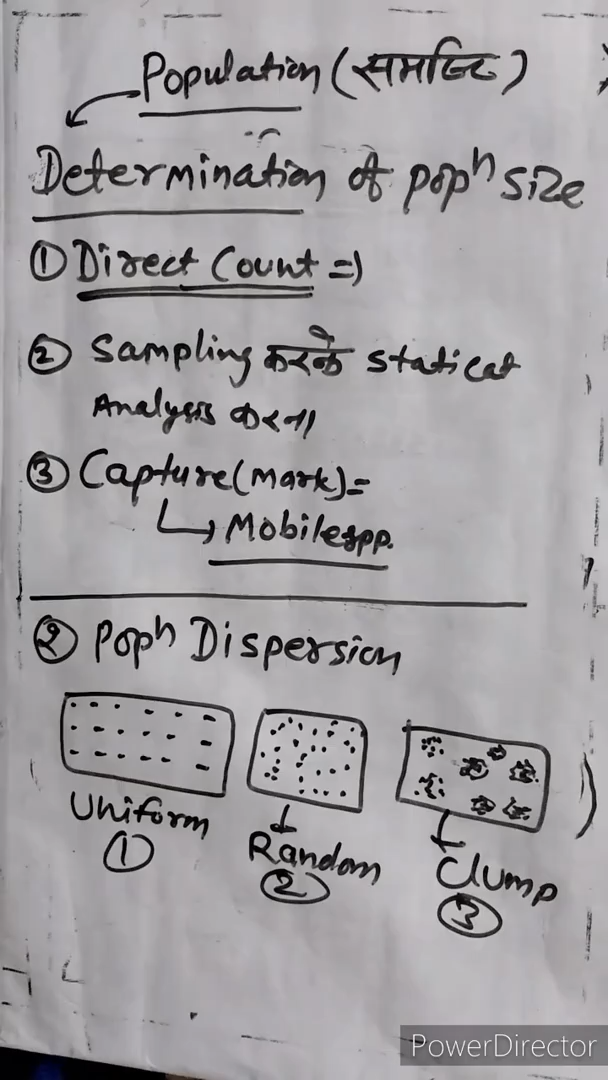 Population (समष्टि)
Determination of popⁿ size
① Direct Count =)
② Sampling करके staticat
Analysis करना
③ Capture(Mark)=
Mobile spp.
② Popⁿ Dispersion
Uniform
①
Random
②
Clump
③
PowerDirector